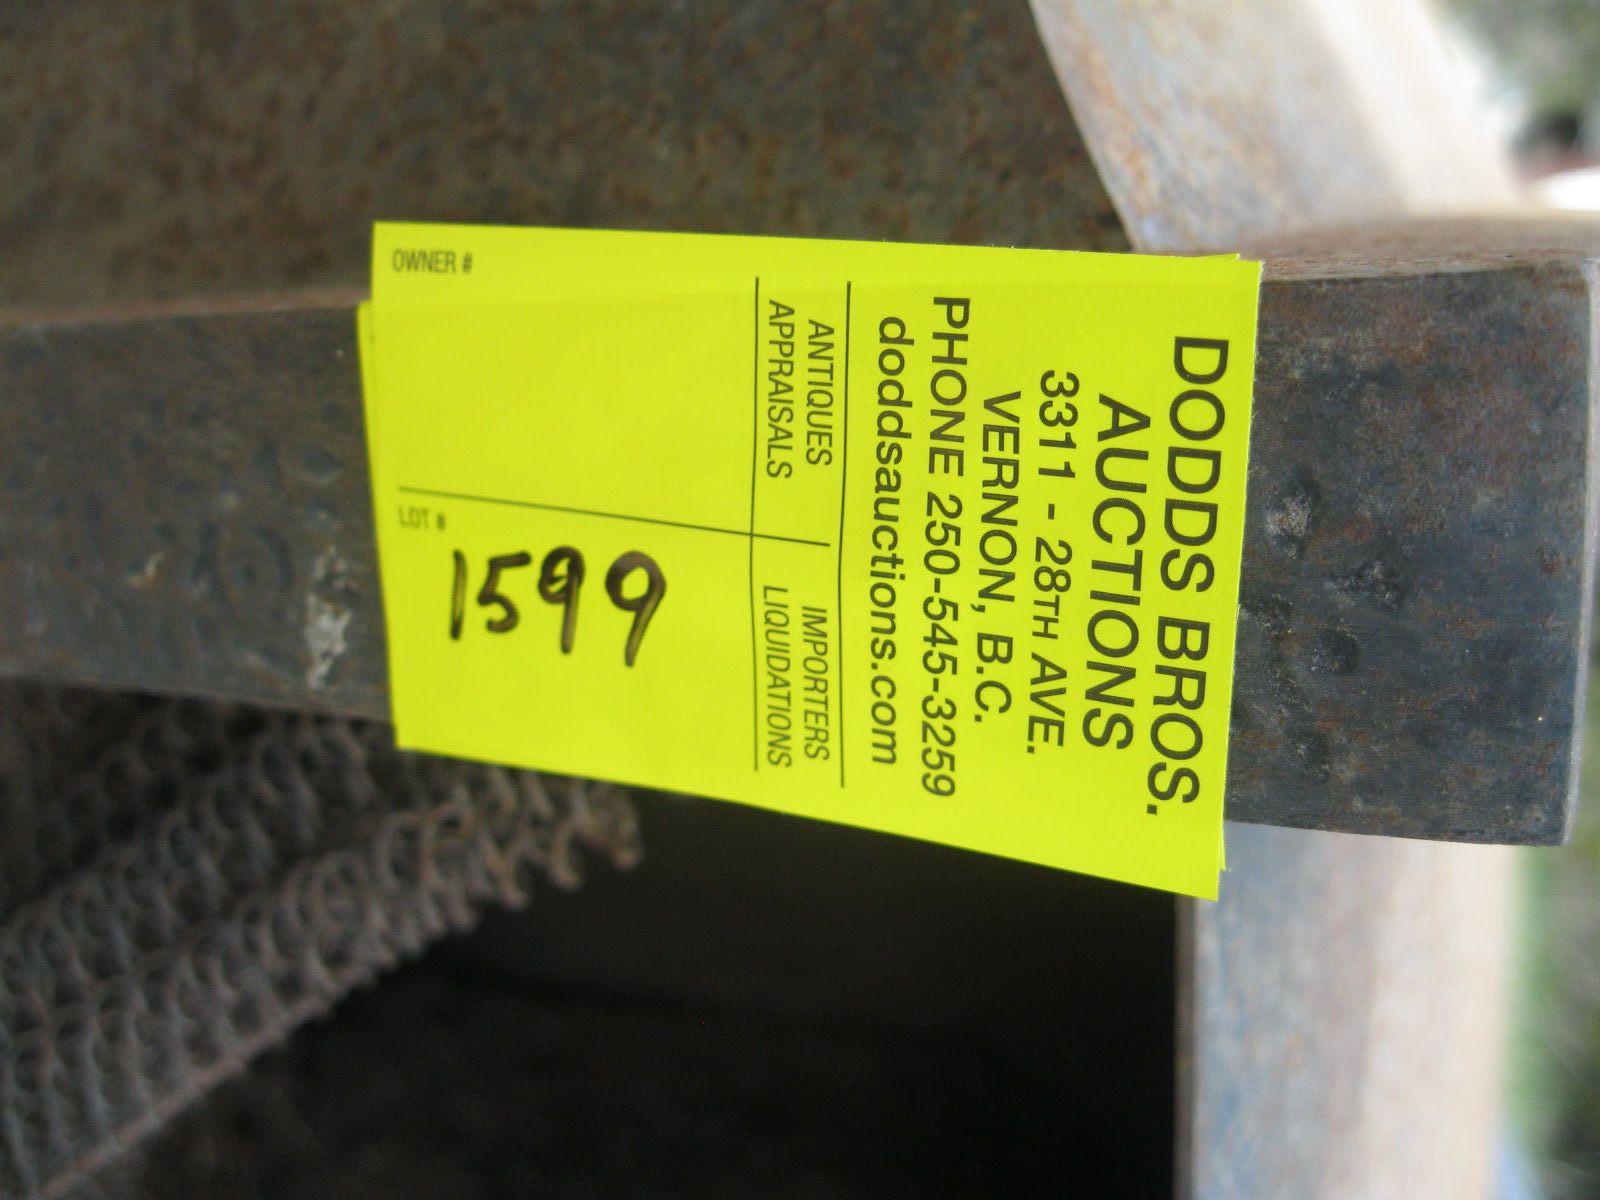 DODDS BROS.
AUCTIONS
3311 - 28TH AVE.
VERNON, B.C.
PHONE 250-545-3259
doddsauctions.com
ANTIQUES
APPRAISALS
IMPORTERS
LIQUIDATIONS
OWNER #
LOT #
1599